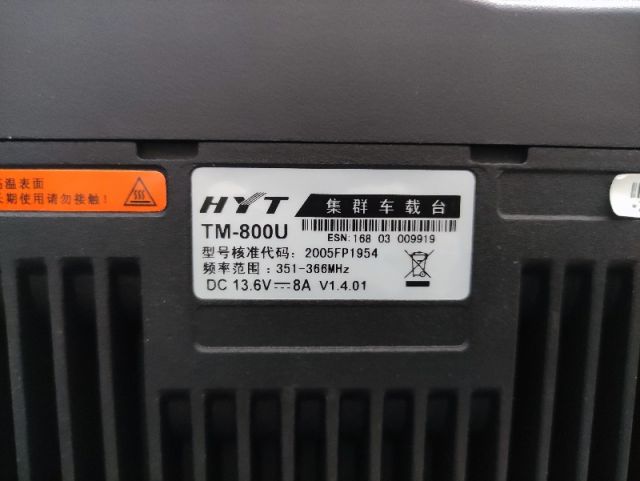 高温表面
长期使用请勿接触！
HYT 集群车载台
TM-800U
ESN: 168 03 009919
型号核准代码: 2005FP1954
频率范围: 351-366MHz
DC 13.6V⎓8A V1.4.01